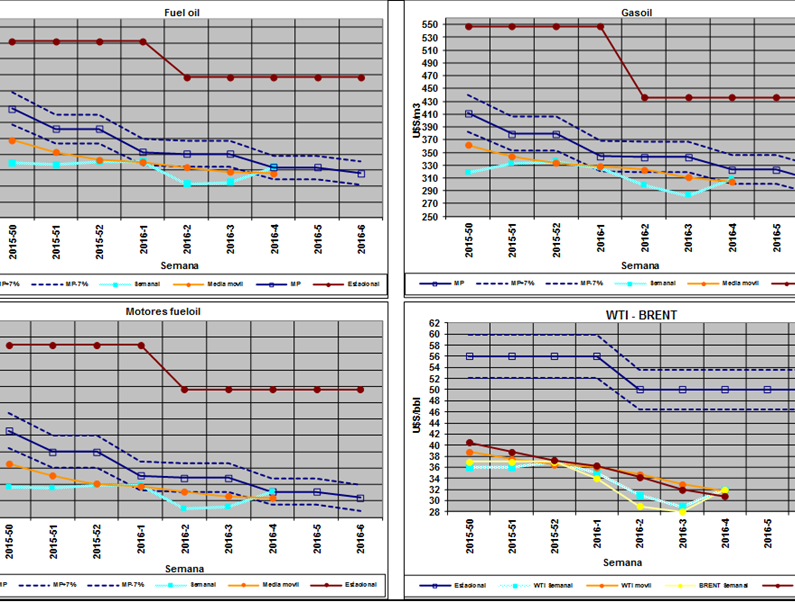 Fuel oil
2015-50 2015-51 2015-52 2016-1 2016-2 2016-3 2016-4 2016-5 2016-6
Semana
MP+7% MP-7% Semanal Media movil MP Estacional
Gasoil
US$/m3
550
530
510
490
470
450
430
410
390
370
350
330
310
290
270
250
2015-50 2015-51 2015-52 2016-1 2016-2 2016-3 2016-4 2016-5
Semana
MP MP+7% MP-7% Semanal Media movil
Motores fueloil
2015-50 2015-51 2015-52 2016-1 2016-2 2016-3 2016-4 2016-5 2016-6
Semana
MP MP+7% MP-7% Semanal Media movil Estacional
WTI - BRENT
U$S/bbl
62
60
58
56
54
52
50
48
46
44
42
40
38
36
34
32
30
28
2015-50 2015-51 2015-52 2016-1 2016-2 2016-3 2016-4 2016-5
Semana
Estacional WTI Semanal WTI movil BRENT Semanal